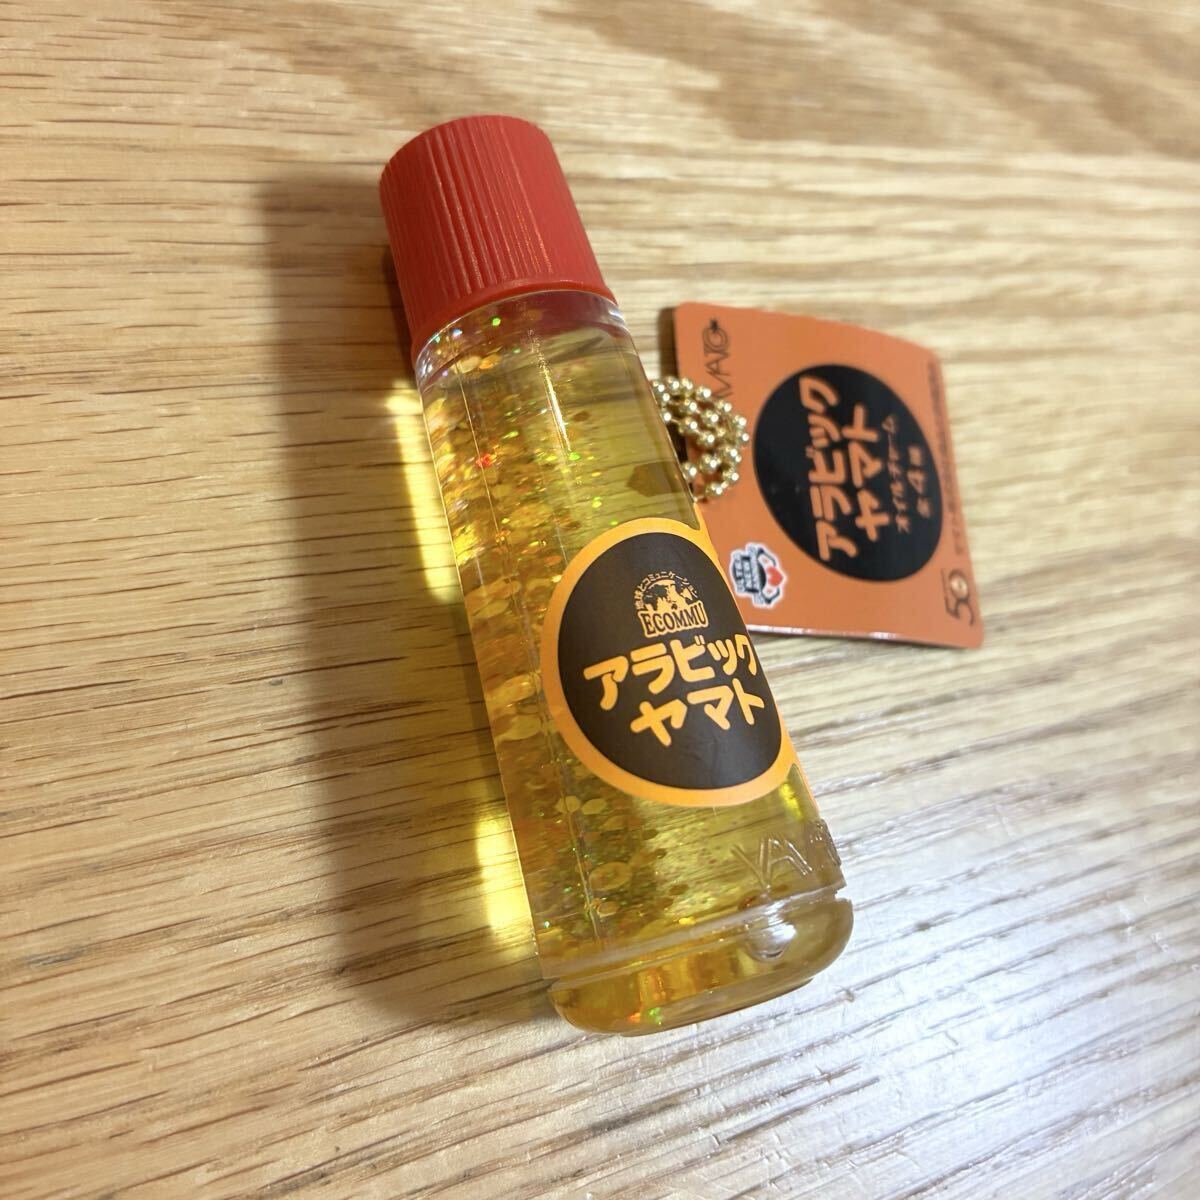 地球とコミュニケーション
ECOMMU
アラビック
ヤマト
YAMATO
アラビック
ヤマト
オイルチャーム
全4種
50